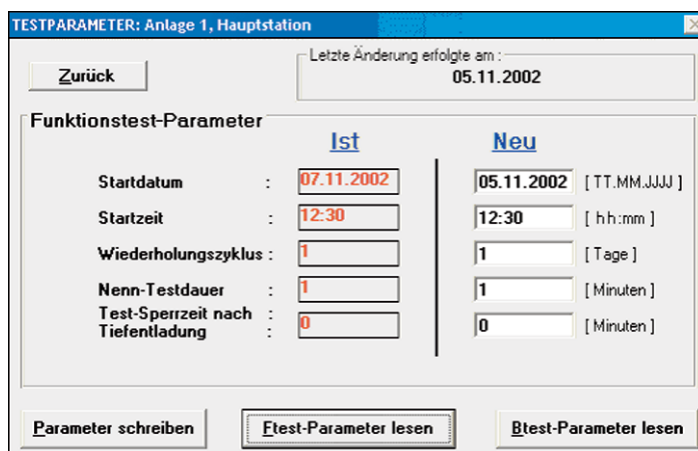 TESTPARAMETER: Anlage 1, Hauptstation
Zurück
Letzte Änderung erfolgte am :
05.11.2002
Funktionstest-Parameter
Ist Neu
Startdatum : 07.11.2002 05.11.2002 [ TT.MM.JJJJ ]
Startzeit : 12:30 12:30 [ hh:mm ]
Wiederholungszyklus : 1 1 [ Tage ]
Nenn-Testdauer : 1 1 [ Minuten ]
Test-Sperrzeit nach :
Tiefentladung : 0 0 [ Minuten ]
Parameter schreiben Ftest-Parameter lesen Btest-Parameter lesen